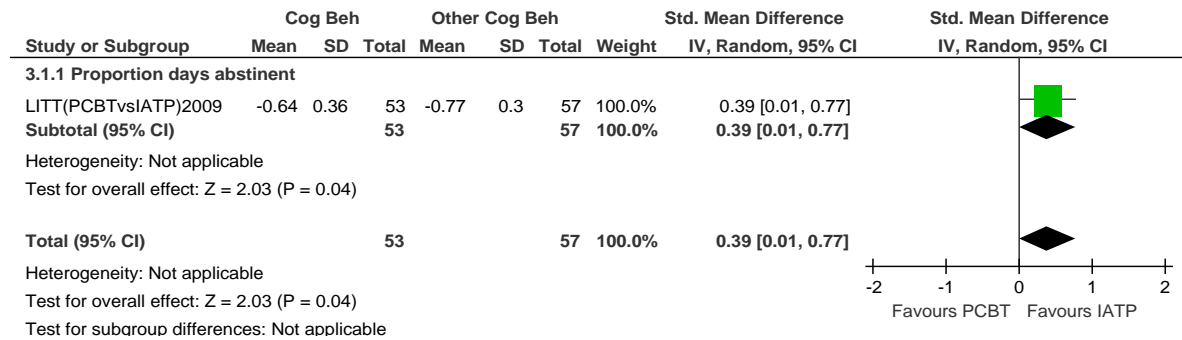 Cog Beh Other Cog Beh Std. Mean Difference Std. Mean Difference
Study or Subgroup Mean SD Total Mean SD Total Weight IV, Random, 95% CI IV, Random, 95% CI
3.1.1 Proportion days abstinent
LITT(PCBTvsIATP)2009 -0.64 0.36 53 -0.77 0.3 57 100.0% 0.39 [0.01, 0.77]
Subtotal (95% CI) 53 57 100.0% 0.39 [0.01, 0.77]
Heterogeneity: Not applicable
Test for overall effect: Z = 2.03 (P = 0.04)
Total (95% CI) 53 57 100.0% 0.39 [0.01, 0.77]
Heterogeneity: Not applicable
Test for overall effect: Z = 2.03 (P = 0.04)
Test for subgroup differences: Not applicable
-2 -1 0 1 2
Favours PCBT Favours IATP